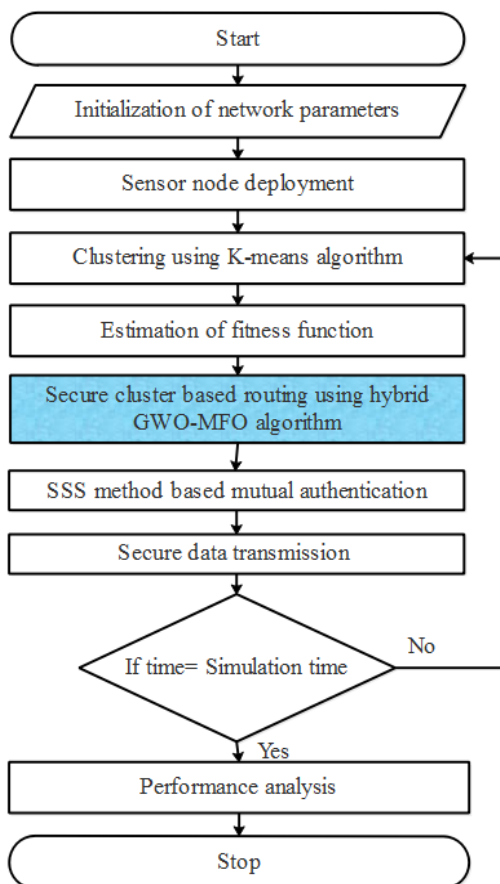 Start
Initialization of network parameters
Sensor node deployment
Clustering using K-means algorithm
Estimation of fitness function
Secure cluster based routing using hybrid
GWO-MFO algorithm
SSS method based mutual authentication
Secure data transmission
If time= Simulation time
No
Yes
Performance analysis
Stop